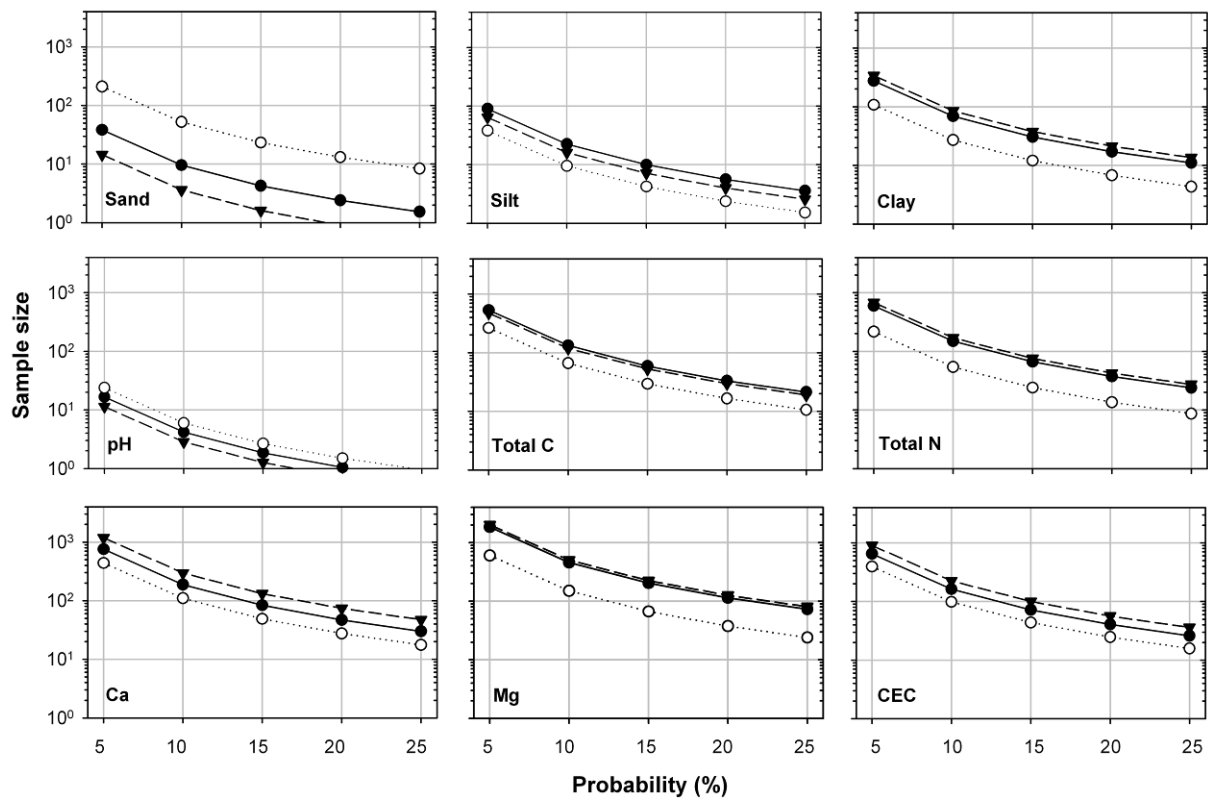 10³
10²
10¹
10⁰
Sand
Silt
Clay
Sample size
10³
10²
10¹
10⁰
pH
Total C
Total N
10³
10²
10¹
10⁰
Ca
Mg
CEC
5 10 15 20 25 5 10 15 20 25 5 10 15 20 25
Probability (%)